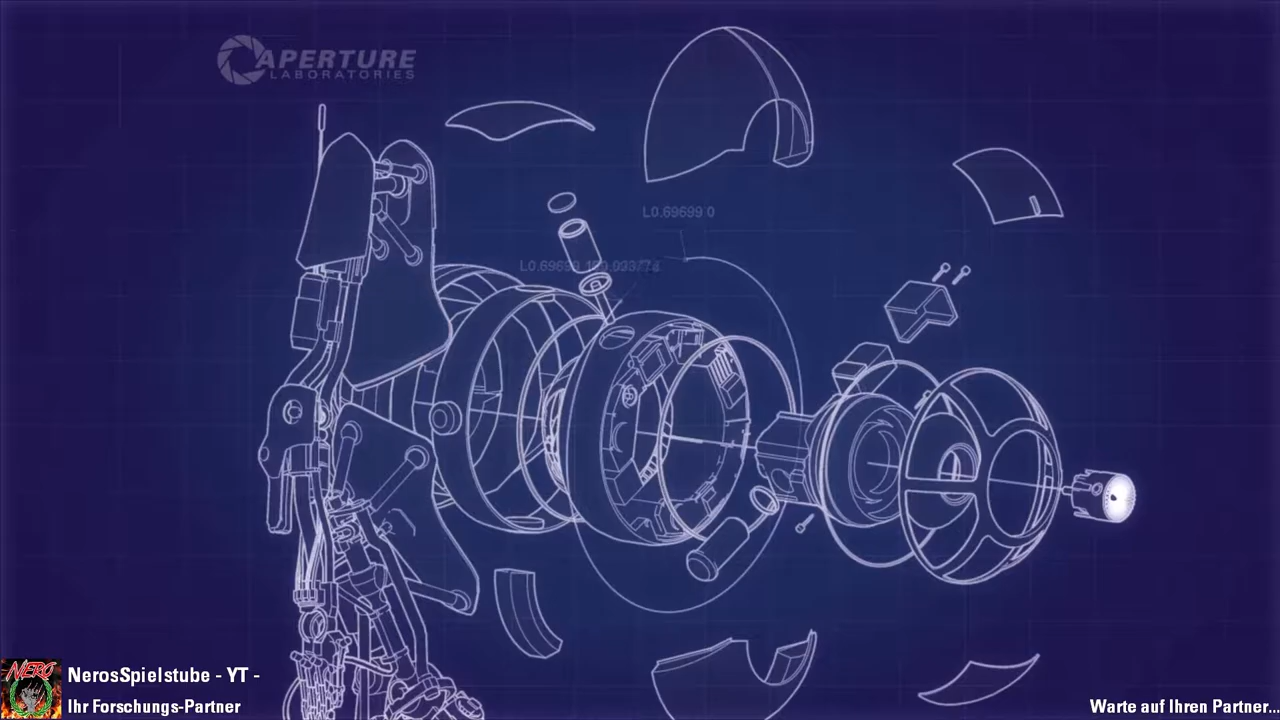 APERTURE
LABORATORIES
L0.69699 0
NERO
NerosSpielstube - YT -
Ihr Forschungs-Partner
Warte auf Ihren Partner...